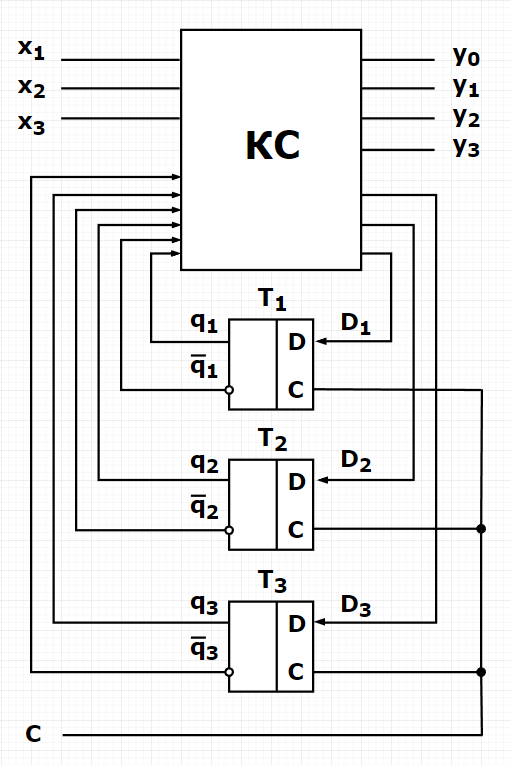 x₁
y₀
x₂
y₁
x₃
y₂
КС
y₃
T₁
q₁
D
D₁
q̅₁
C
T₂
q₂
D
D₂
q̅₂
C
T₃
q₃
D
D₃
q̅₃
C
C